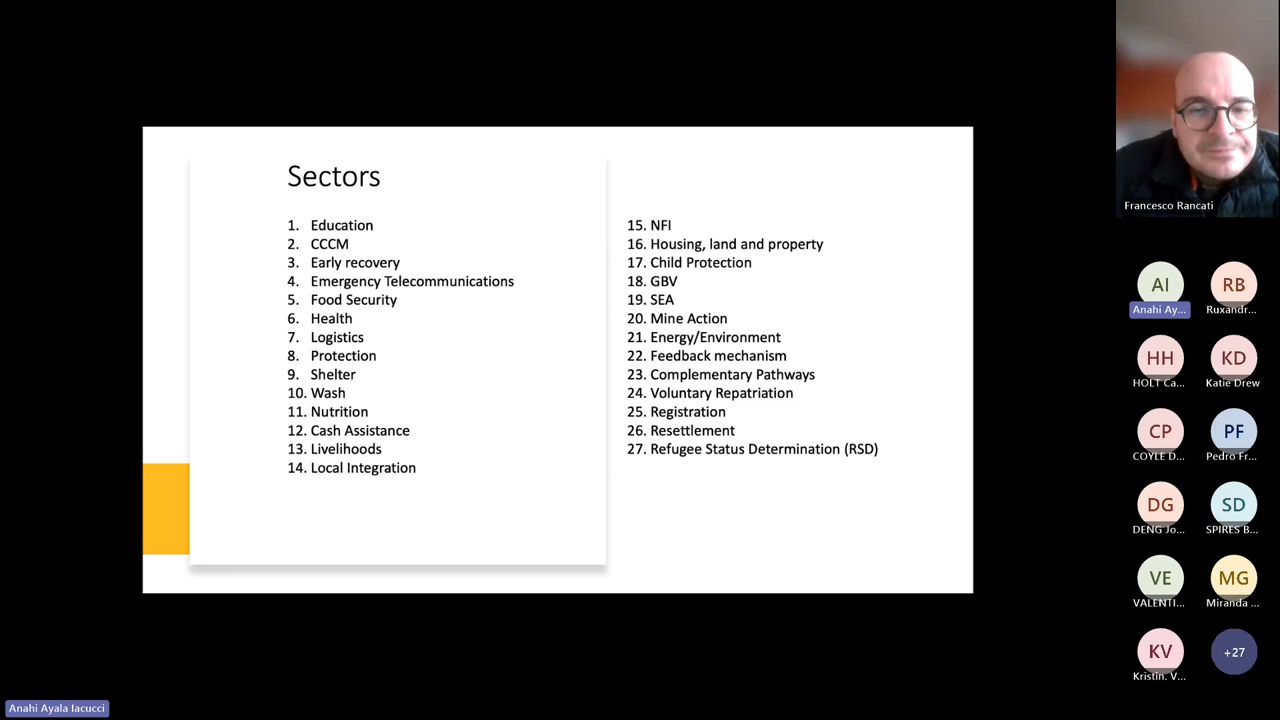 Sectors
1. Education
2. CCCM
3. Early recovery
4. Emergency Telecommunications
5. Food Security
6. Health
7. Logistics
8. Protection
9. Shelter
10. Wash
11. Nutrition
12. Cash Assistance
13. Livelihoods
14. Local Integration
15. NFI
16. Housing, land and property
17. Child Protection
18. GBV
19. SEA
20. Mine Action
21. Energy/Environment
22. Feedback mechanism
23. Complementary Pathways
24. Voluntary Repatriation
25. Registration
26. Resettlement
27. Refugee Status Determination (RSD)
Francesco Rancati
AI RB
Anahi Ay... Ruxandr...
HH KD
HOLT Ca... Katie Drew
CP PF
COYLE D... Pedro Fr...
DG SD
DENG Jo... SPIRES B...
VE MG
VALENTI... Miranda ...
KV +27
Kristin. V...
Anahi Ayala Iacucci